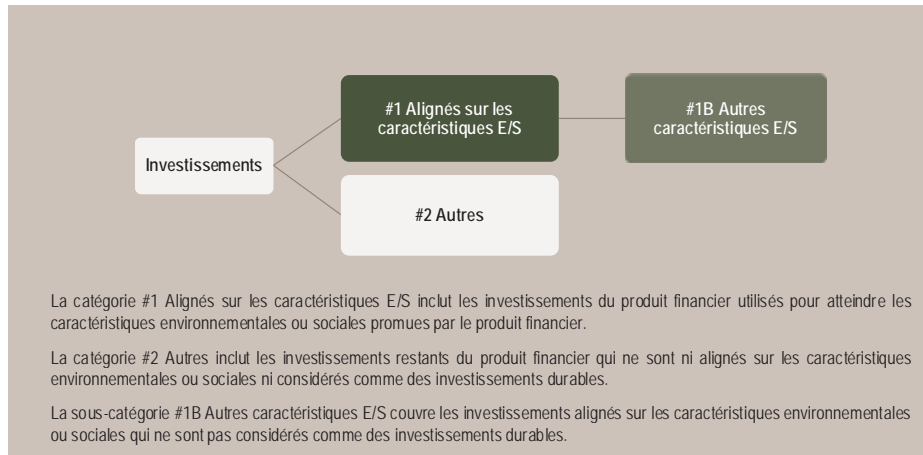 #1 Alignés sur les
caractéristiques E/S
#1B Autres
caractéristiques E/S
Investissements
#2 Autres
La catégorie #1 Alignés sur les caractéristiques E/S inclut les investissements du produit financier utilisés pour atteindre les
caractéristiques environnementales ou sociales promues par le produit financier.
La catégorie #2 Autres inclut les investissements restants du produit financier qui ne sont ni alignés sur les caractéristiques
environnementales ou sociales ni considérés comme des investissements durables.
La sous-catégorie #1B Autres caractéristiques E/S couvre les investissements alignés sur les caractéristiques environnementales
ou sociales qui ne sont pas considérés comme des investissements durables.